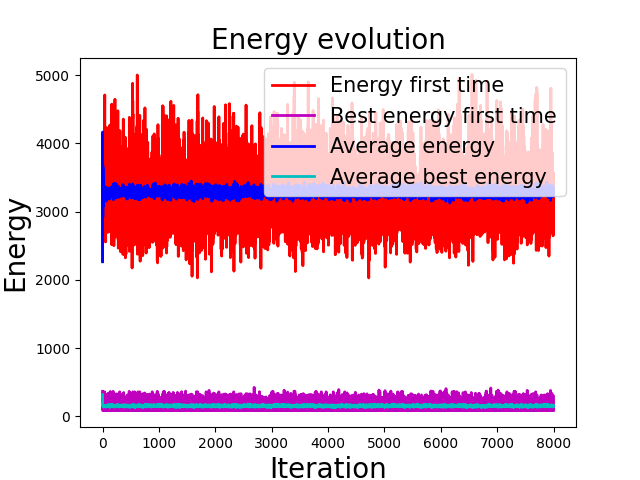 Energy evolution
Energy
5000
4000
3000
2000
1000
0
Energy first time
Best energy first time
Average energy
Average best energy
0 1000 2000 3000 4000 5000 6000 7000 8000
Iteration